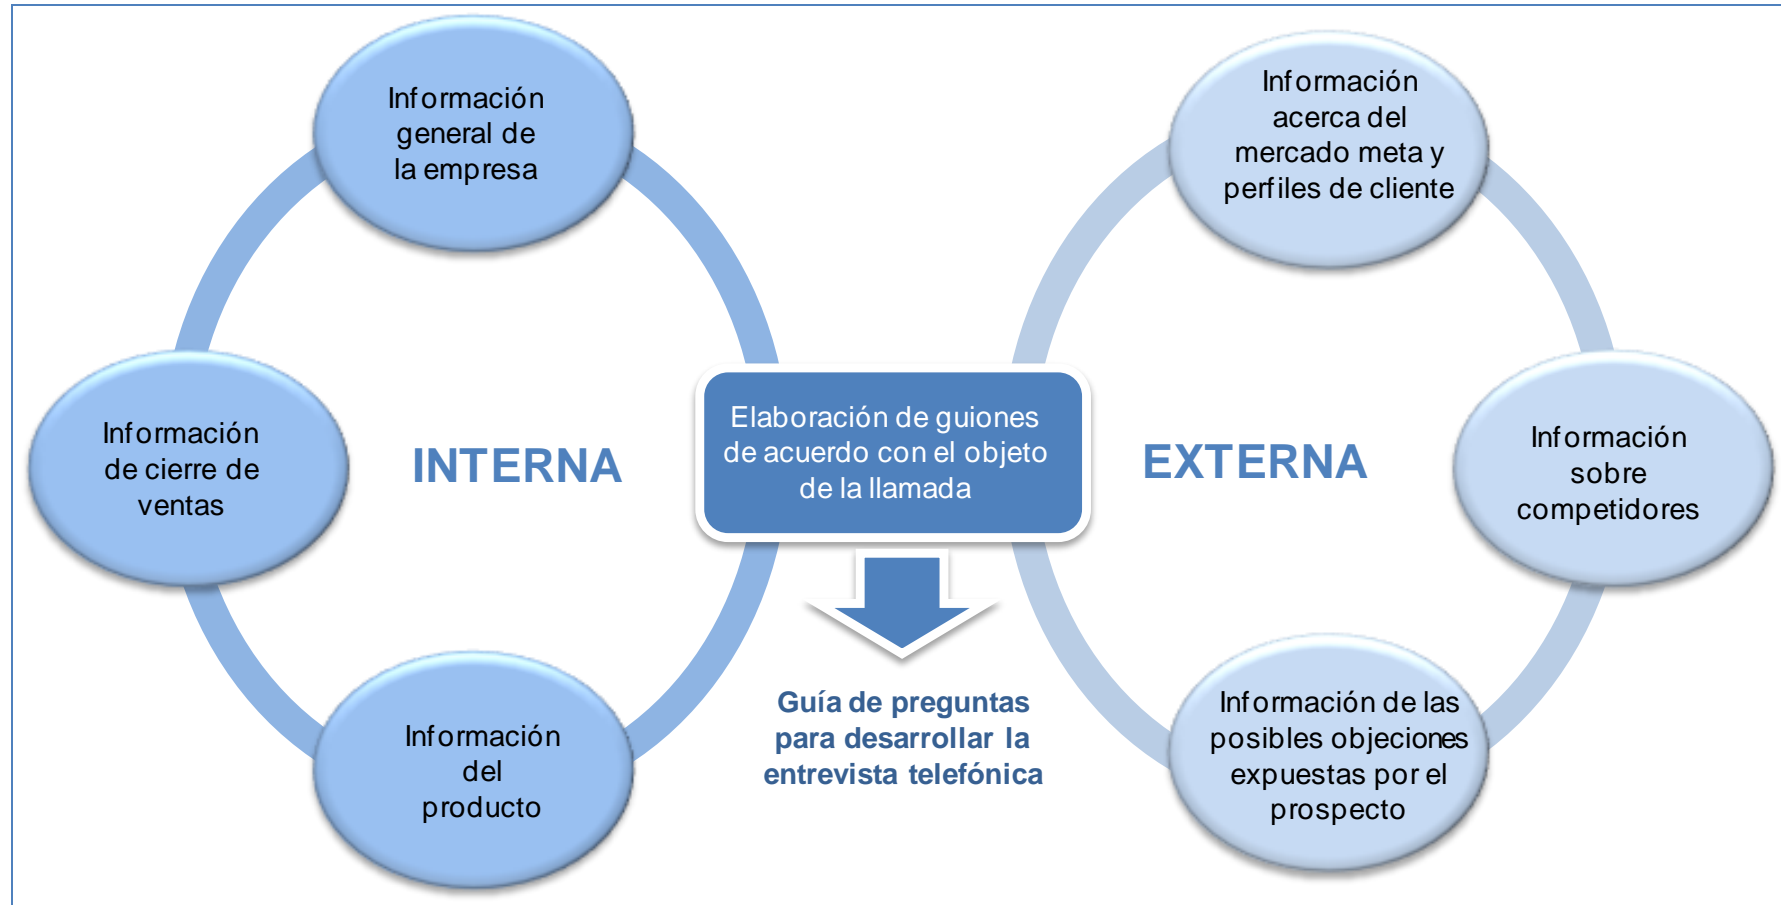 Información
general de
la empresa
Información
de cierre de
ventas
Información
del
producto
INTERNA
Elaboración de guiones
de acuerdo con el objeto
de la llamada
Guía de preguntas
para desarrollar la
entrevista telefónica
EXTERNA
Información
acerca del
mercado meta y
perfiles de cliente
Información
sobre
competidores
Información de las
posibles objeciones
expuestas por el
prospecto